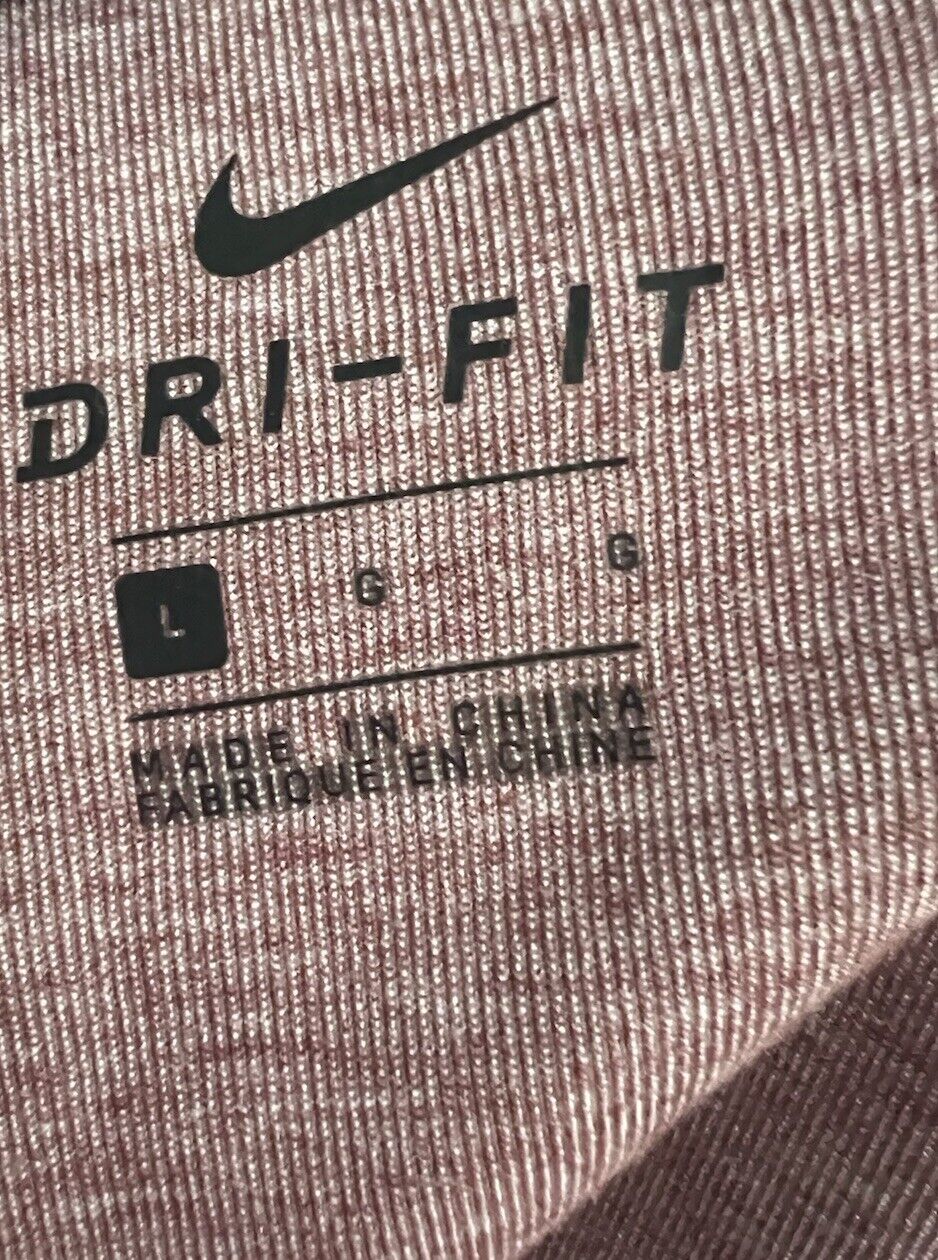 DRI-FIT
L G G
MADE IN CHINA
FABRIQUE EN CHINE